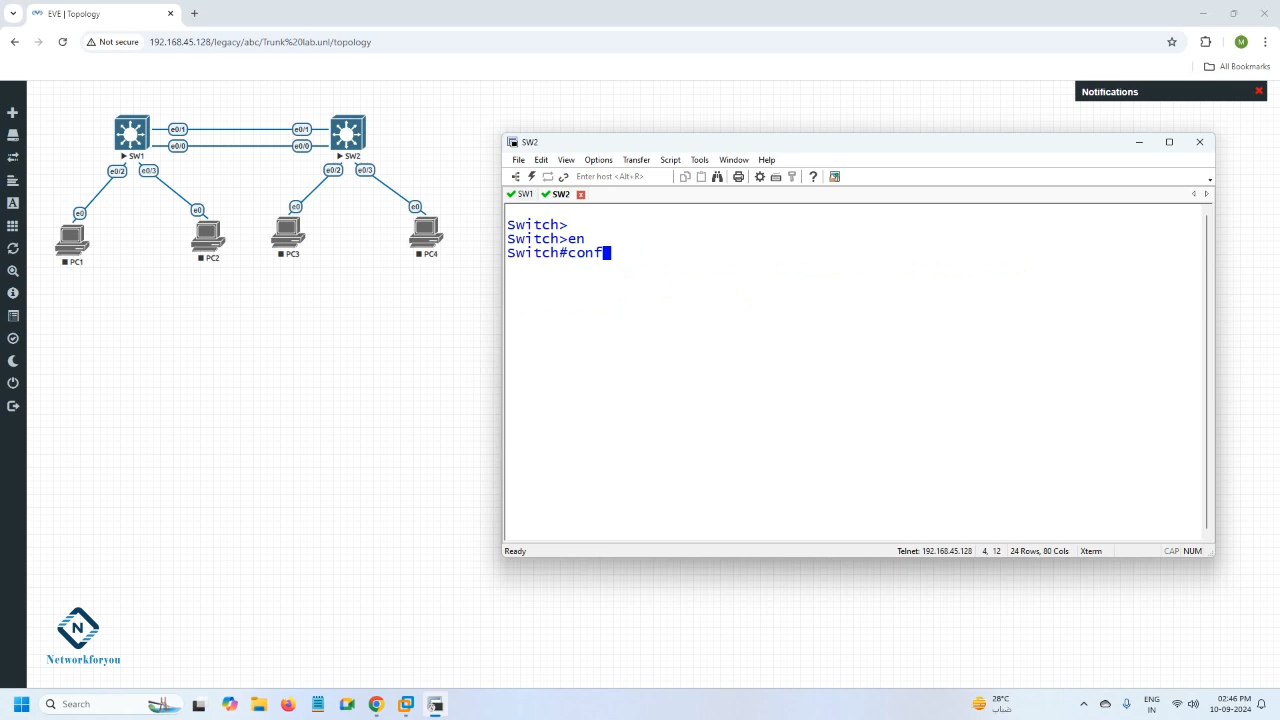 EVE | Topology
Not secure
192.168.45.128/legacy/abc/Trunk%20lab.unl/topology
M
All Bookmarks
Notifications
e0/1
e0/1
e0/0
e0/0
SW1
SW2
e0/2
e0/3
e0/2
e0/3
e0
e0
e0
e0
PC1
PC2
PC3
PC4
SW2
File Edit View Options Transfer Script Tools Window Help
Enter host <Alt+R>
SW1
SW2
Switch>
Switch>en
Switch#conf
Ready
Telnet: 192.168.45.128
4, 12
24 Rows, 80 Cols
Xterm
CAP
NUM
N
Networkforyou
Search
28°C
ENG
IN
02:46 PM
10-09-2024